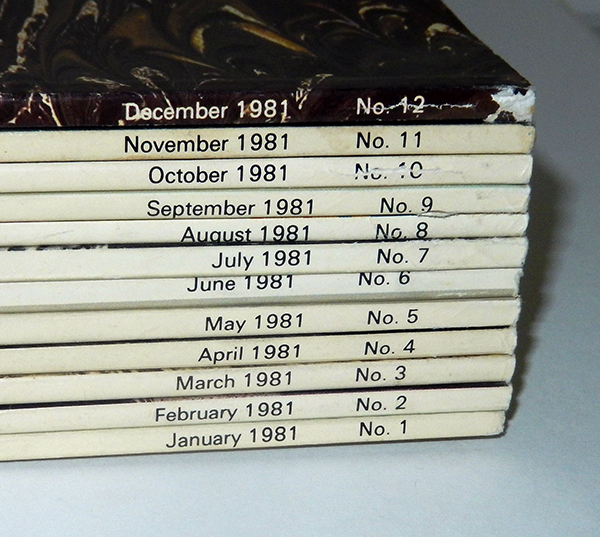 December 1981 No. 12
November 1981 No. 11
October 1981 No. 10
September 1981 No. 9
August 1981 No. 8
July 1981 No. 7
June 1981 No. 6
May 1981 No. 5
April 1981 No. 4
March 1981 No. 3
February 1981 No. 2
January 1981 No. 1